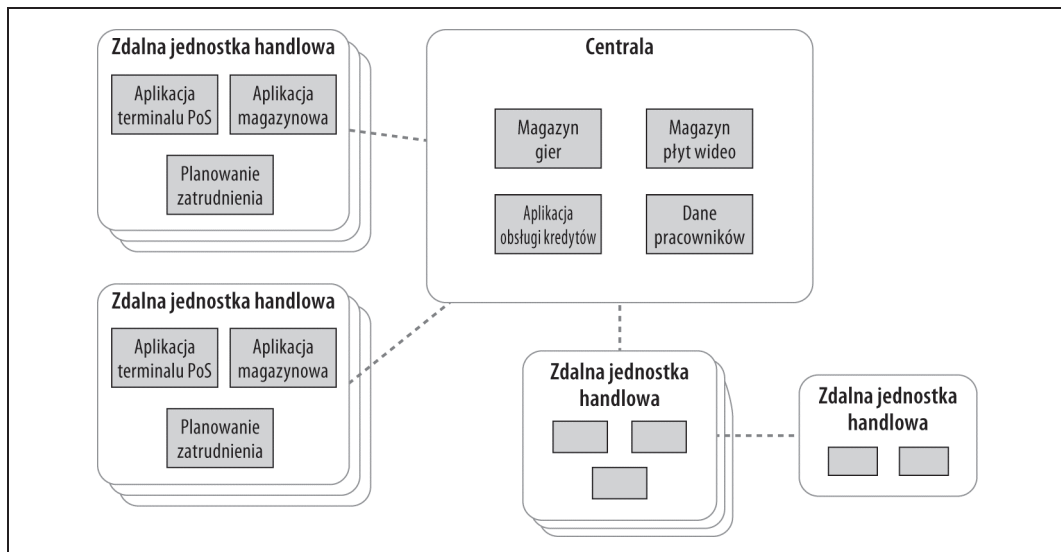 Zdalna jednostka handlowa
Aplikacja
terminalu PoS
Aplikacja
magazynowa
Planowanie
zatrudnienia
Centrala
Magazyn
gier
Magazyn
płyt wideo
Aplikacja
obsługi kredytów
Dane
pracowników
Zdalna jednostka handlowa
Aplikacja
terminalu PoS
Aplikacja
magazynowa
Planowanie
zatrudnienia
Zdalna jednostka
handlowa
Zdalna jednostka
handlowa